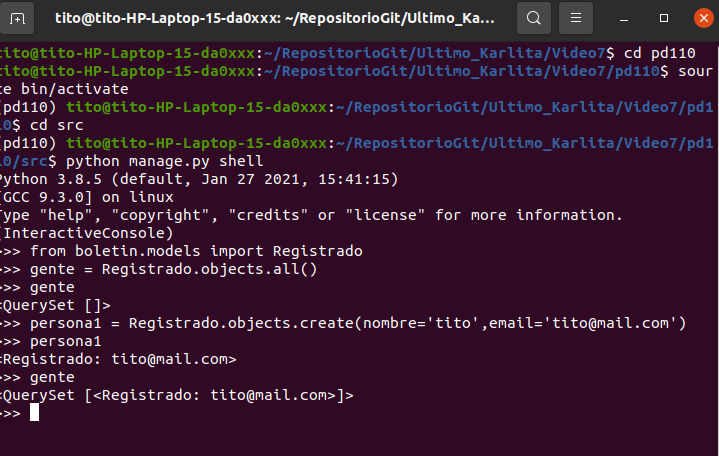 tito@tito-HP-Laptop-15-da0xxx: ~/RepositorioGit/Ultimo_Ka...
tito@tito-HP-Laptop-15-da0xxx:~/RepositorioGit/Ultimo_Karlita/Video7$ cd pd110
tito@tito-HP-Laptop-15-da0xxx:~/RepositorioGit/Ultimo_Karlita/Video7/pd110$ sour
ce bin/activate
(pd110) tito@tito-HP-Laptop-15-da0xxx:~/RepositorioGit/Ultimo_Karlita/Video7/pd1
10$ cd src
(pd110) tito@tito-HP-Laptop-15-da0xxx:~/RepositorioGit/Ultimo_Karlita/Video7/pd1
10/src$ python manage.py shell
Python 3.8.5 (default, Jan 27 2021, 15:41:15)
[GCC 9.3.0] on linux
Type "help", "copyright", "credits" or "license" for more information.
(InteractiveConsole)
>>> from boletin.models import Registrado
>>> gente = Registrado.objects.all()
>>> gente
<QuerySet []>
>>> persona1 = Registrado.objects.create(nombre='tito',email='tito@mail.com')
>>> persona1
<Registrado: tito@mail.com>
>>> gente
<QuerySet [<Registrado: tito@mail.com>]>
>>>